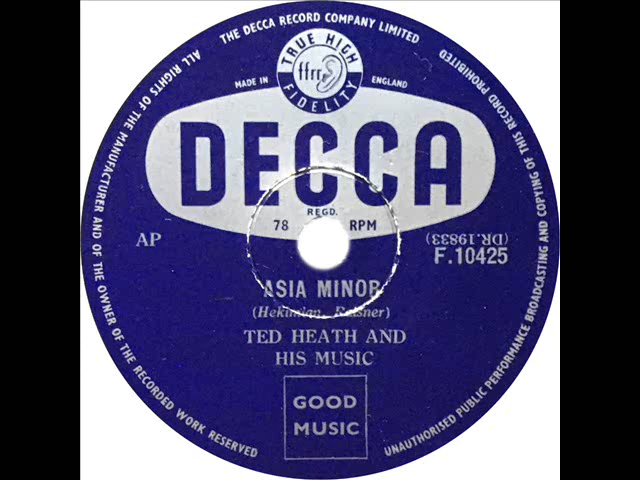 THE DECCA RECORD COMPANY LIMITED
ALL RIGHTS OF THE MANUFACTURER AND OF THE OWNER OF THE RECORDED WORK RESERVED
UNAUTHORISED PUBLIC PERFORMANCE BROADCASTING AND COPYING OF THIS RECORD PROHIBITED
TRUE HIGH
ffrr
FIDELITY
MADE IN ENGLAND
DECCA
REGD.
78 RPM
AP
(DR.19833)
F.10425
ASIA MINOR
(Hekimian, Reisner)
TED HEATH AND
HIS MUSIC
GOOD
MUSIC